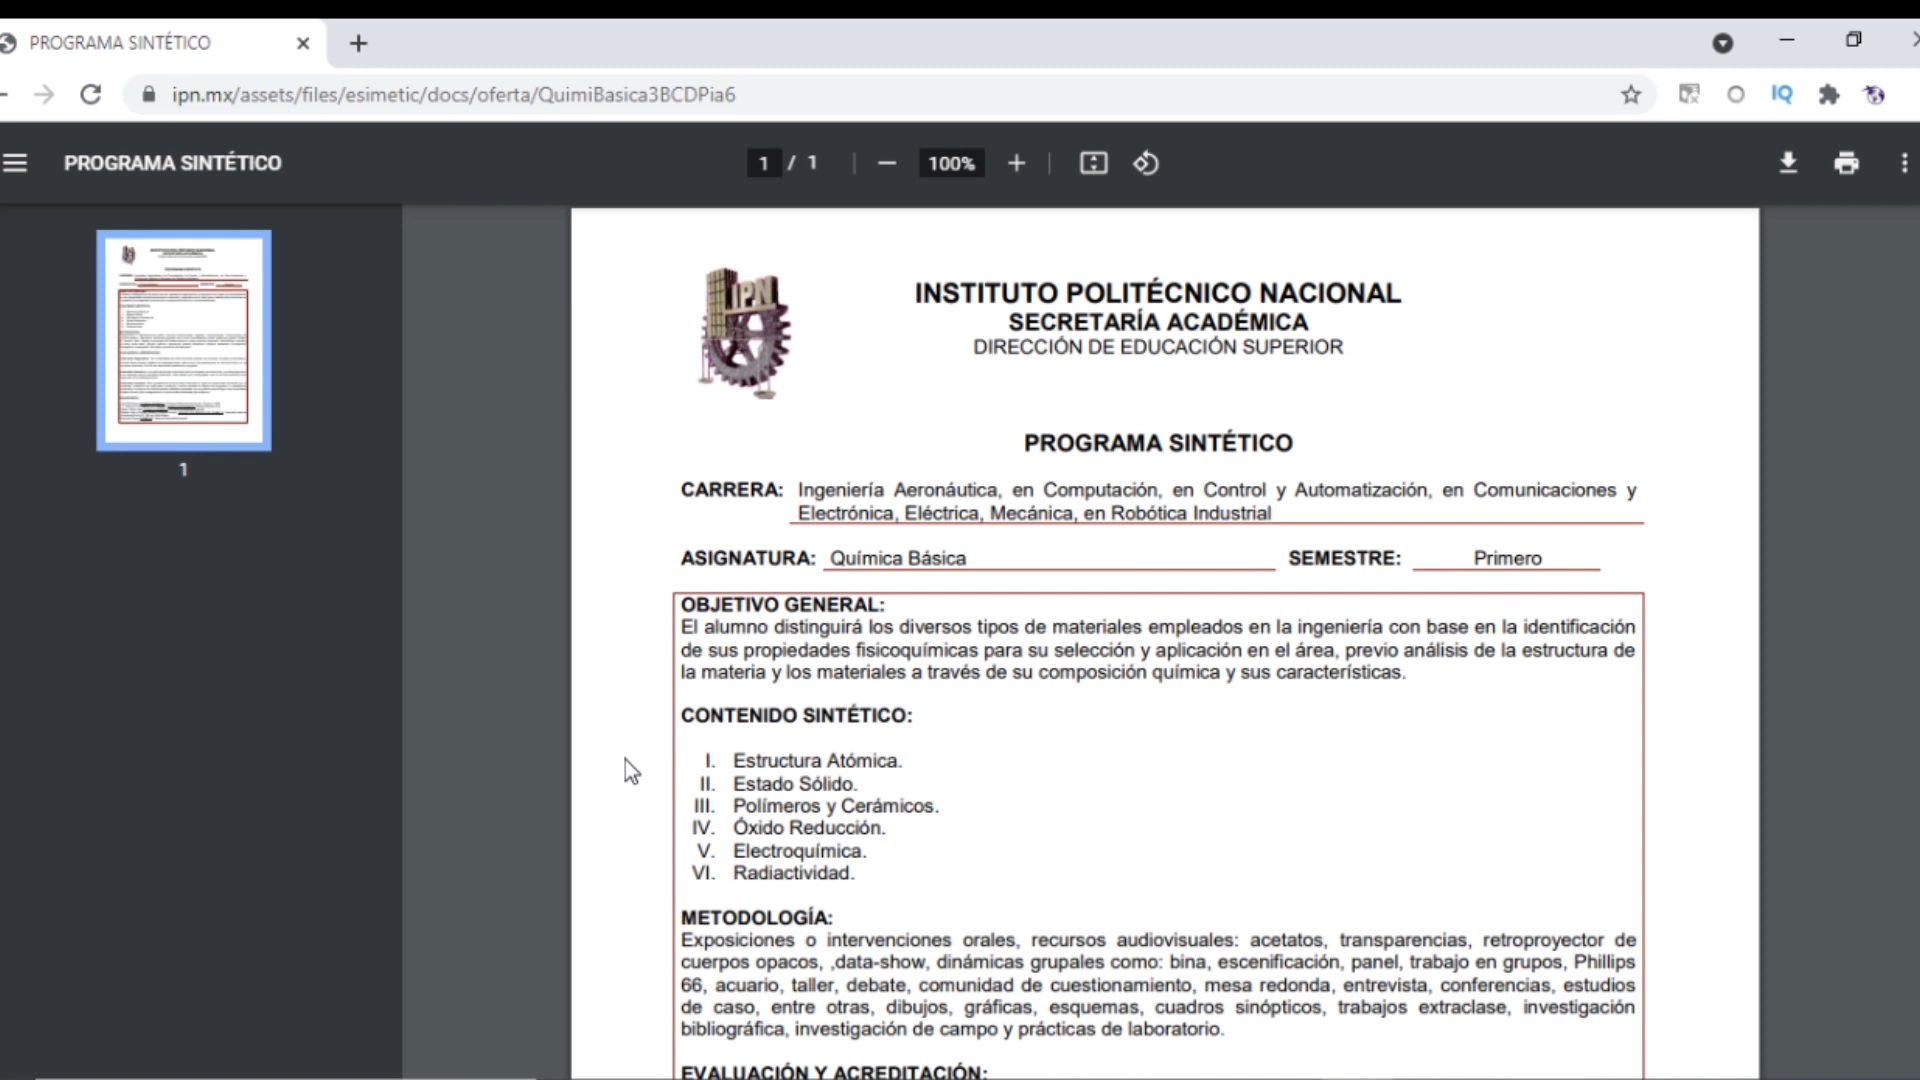 PROGRAMA SINTÉTICO
ipn.mx/assets/files/esimetic/docs/oferta/QuimiBasica3BCDPia6
IQ
PROGRAMA SINTÉTICO
1 / 1
100%
1
IPN
INSTITUTO POLITÉCNICO NACIONAL
SECRETARÍA ACADÉMICA
DIRECCIÓN DE EDUCACIÓN SUPERIOR
PROGRAMA SINTÉTICO
CARRERA: Ingeniería Aeronáutica, en Computación, en Control y Automatización, en Comunicaciones y
Electrónica, Eléctrica, Mecánica, en Robótica Industrial
ASIGNATURA: Química Básica SEMESTRE: Primero
OBJETIVO GENERAL:
El alumno distinguirá los diversos tipos de materiales empleados en la ingeniería con base en la identificación
de sus propiedades fisicoquímicas para su selección y aplicación en el área, previo análisis de la estructura de
la materia y los materiales a través de su composición química y sus características.
CONTENIDO SINTÉTICO:
I. Estructura Atómica.
II. Estado Sólido.
III. Polímeros y Cerámicos.
IV. Óxido Reducción.
V. Electroquímica.
VI. Radiactividad.
METODOLOGÍA:
Exposiciones o intervenciones orales, recursos audiovisuales: acetatos, transparencias, retroproyector de
cuerpos opacos, ,data-show, dinámicas grupales como: bina, escenificación, panel, trabajo en grupos, Phillips
66, acuario, taller, debate, comunidad de cuestionamiento, mesa redonda, entrevista, conferencias, estudios
de caso, entre otras, dibujos, gráficas, esquemas, cuadros sinópticos, trabajos extraclase, investigación
bibliográfica, investigación de campo y prácticas de laboratorio.
EVALUACIÓN Y ACREDITACIÓN: